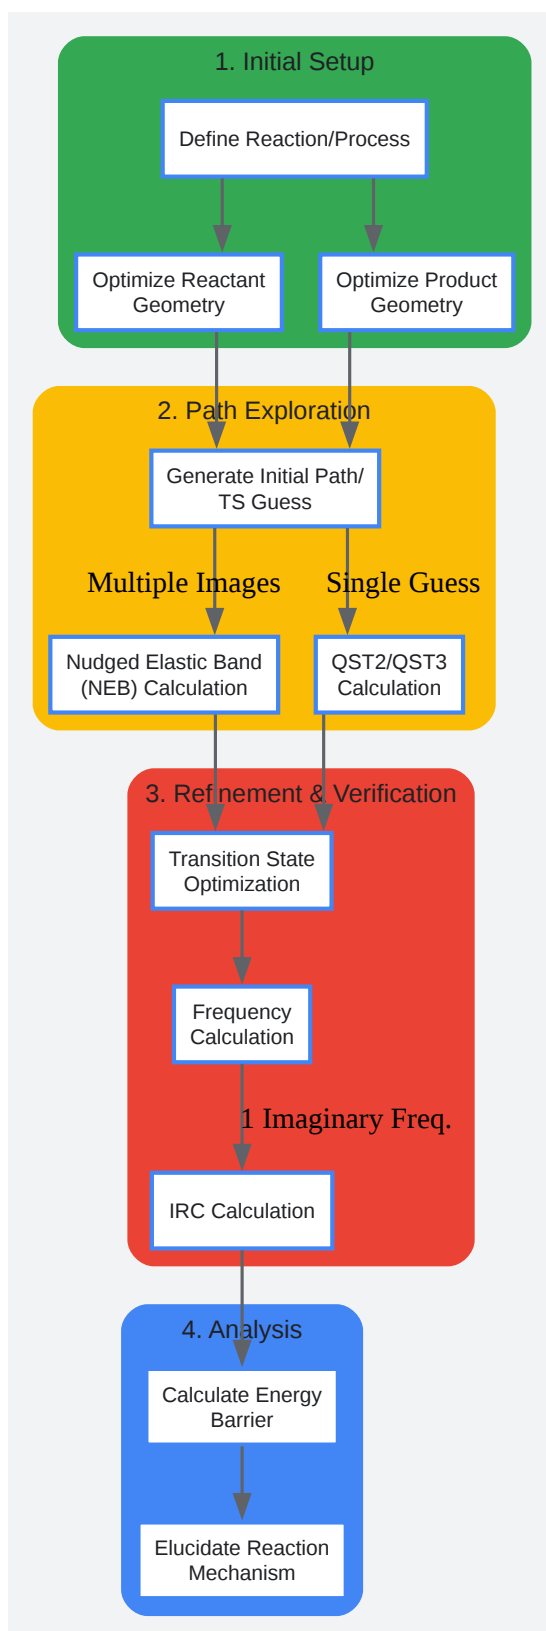 1. Initial Setup
Define Reaction/Process
Optimize Reactant
Geometry
Optimize Product
Geometry
2. Path Exploration
Generate Initial Path/
TS Guess
Multiple Images
Single Guess
Nudged Elastic Band
(NEB) Calculation
QST2/QST3
Calculation
3. Refinement & Verification
Transition State
Optimization
Frequency
Calculation
1 Imaginary Freq.
IRC Calculation
4. Analysis
Calculate Energy
Barrier
Elucidate Reaction
Mechanism